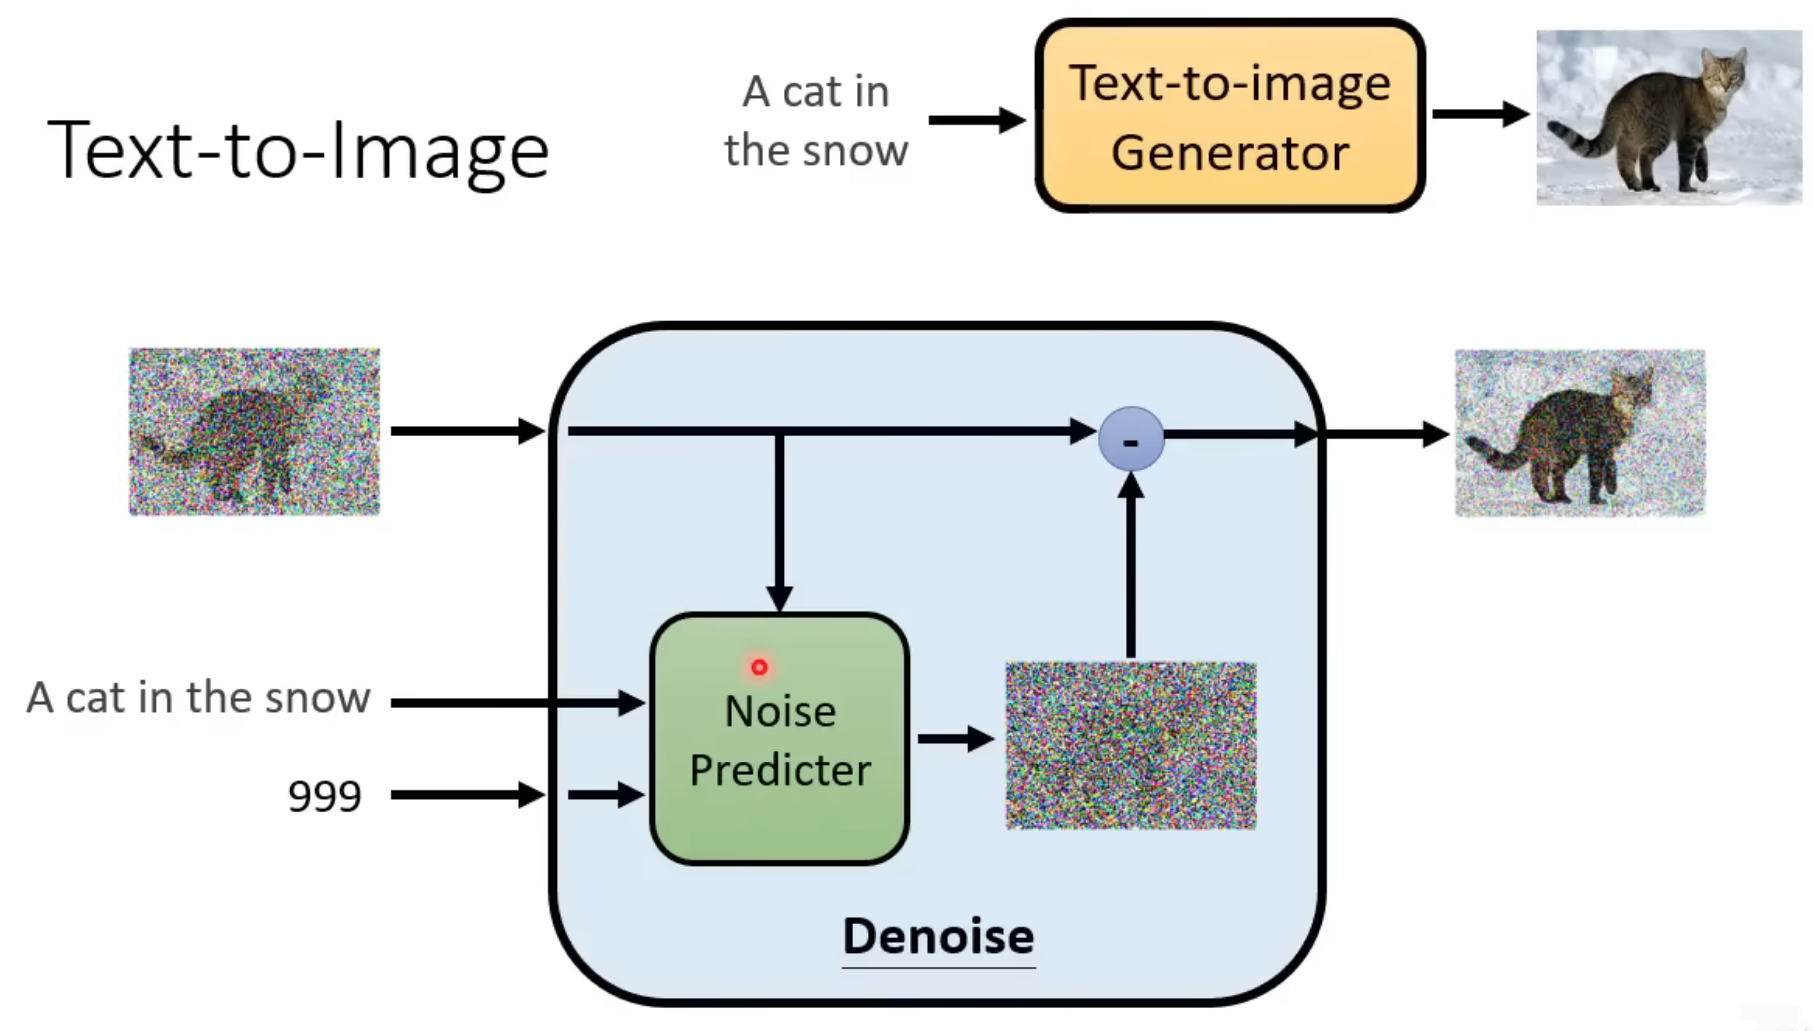 Text-to-Image
A cat in
the snow
Text-to-image
Generator
-
A cat in the snow
999
Noise
Predicter
Denoise